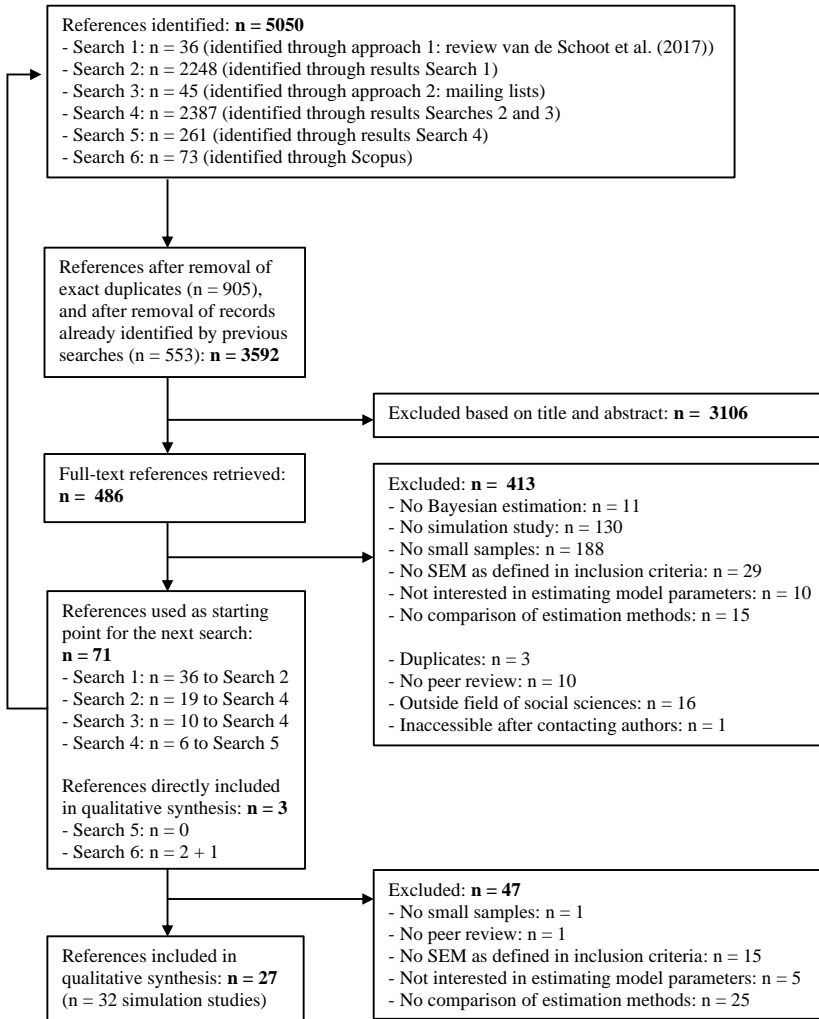 References identified: n = 5050
- Search 1: n = 36 (identified through approach 1: review van de Schoot et al. (2017))
- Search 2: n = 2248 (identified through results Search 1)
- Search 3: n = 45 (identified through approach 2: mailing lists)
- Search 4: n = 2387 (identified through results Searches 2 and 3)
- Search 5: n = 261 (identified through results Search 4)
- Search 6: n = 73 (identified through Scopus)
References after removal of
exact duplicates (n = 905),
and after removal of records
already identified by previous
searches (n = 553): n = 3592
Excluded based on title and abstract: n = 3106
Full-text references retrieved:
n = 486
Excluded: n = 413
- No Bayesian estimation: n = 11
- No simulation study: n = 130
- No small samples: n = 188
- No SEM as defined in inclusion criteria: n = 29
- Not interested in estimating model parameters: n = 10
- No comparison of estimation methods: n = 15
- Duplicates: n = 3
- No peer review: n = 10
- Outside field of social sciences: n = 16
- Inaccessible after contacting authors: n = 1
References used as starting
point for the next search:
n = 71
- Search 1: n = 36 to Search 2
- Search 2: n = 19 to Search 4
- Search 3: n = 10 to Search 4
- Search 4: n = 6 to Search 5
References directly included
in qualitative synthesis: n = 3
- Search 5: n = 0
- Search 6: n = 2 + 1
Excluded: n = 47
- No small samples: n = 1
- No peer review: n = 1
- No SEM as defined in inclusion criteria: n = 15
- Not interested in estimating model parameters: n = 5
- No comparison of estimation methods: n = 25
References included in
qualitative synthesis: n = 27
(n = 32 simulation studies)